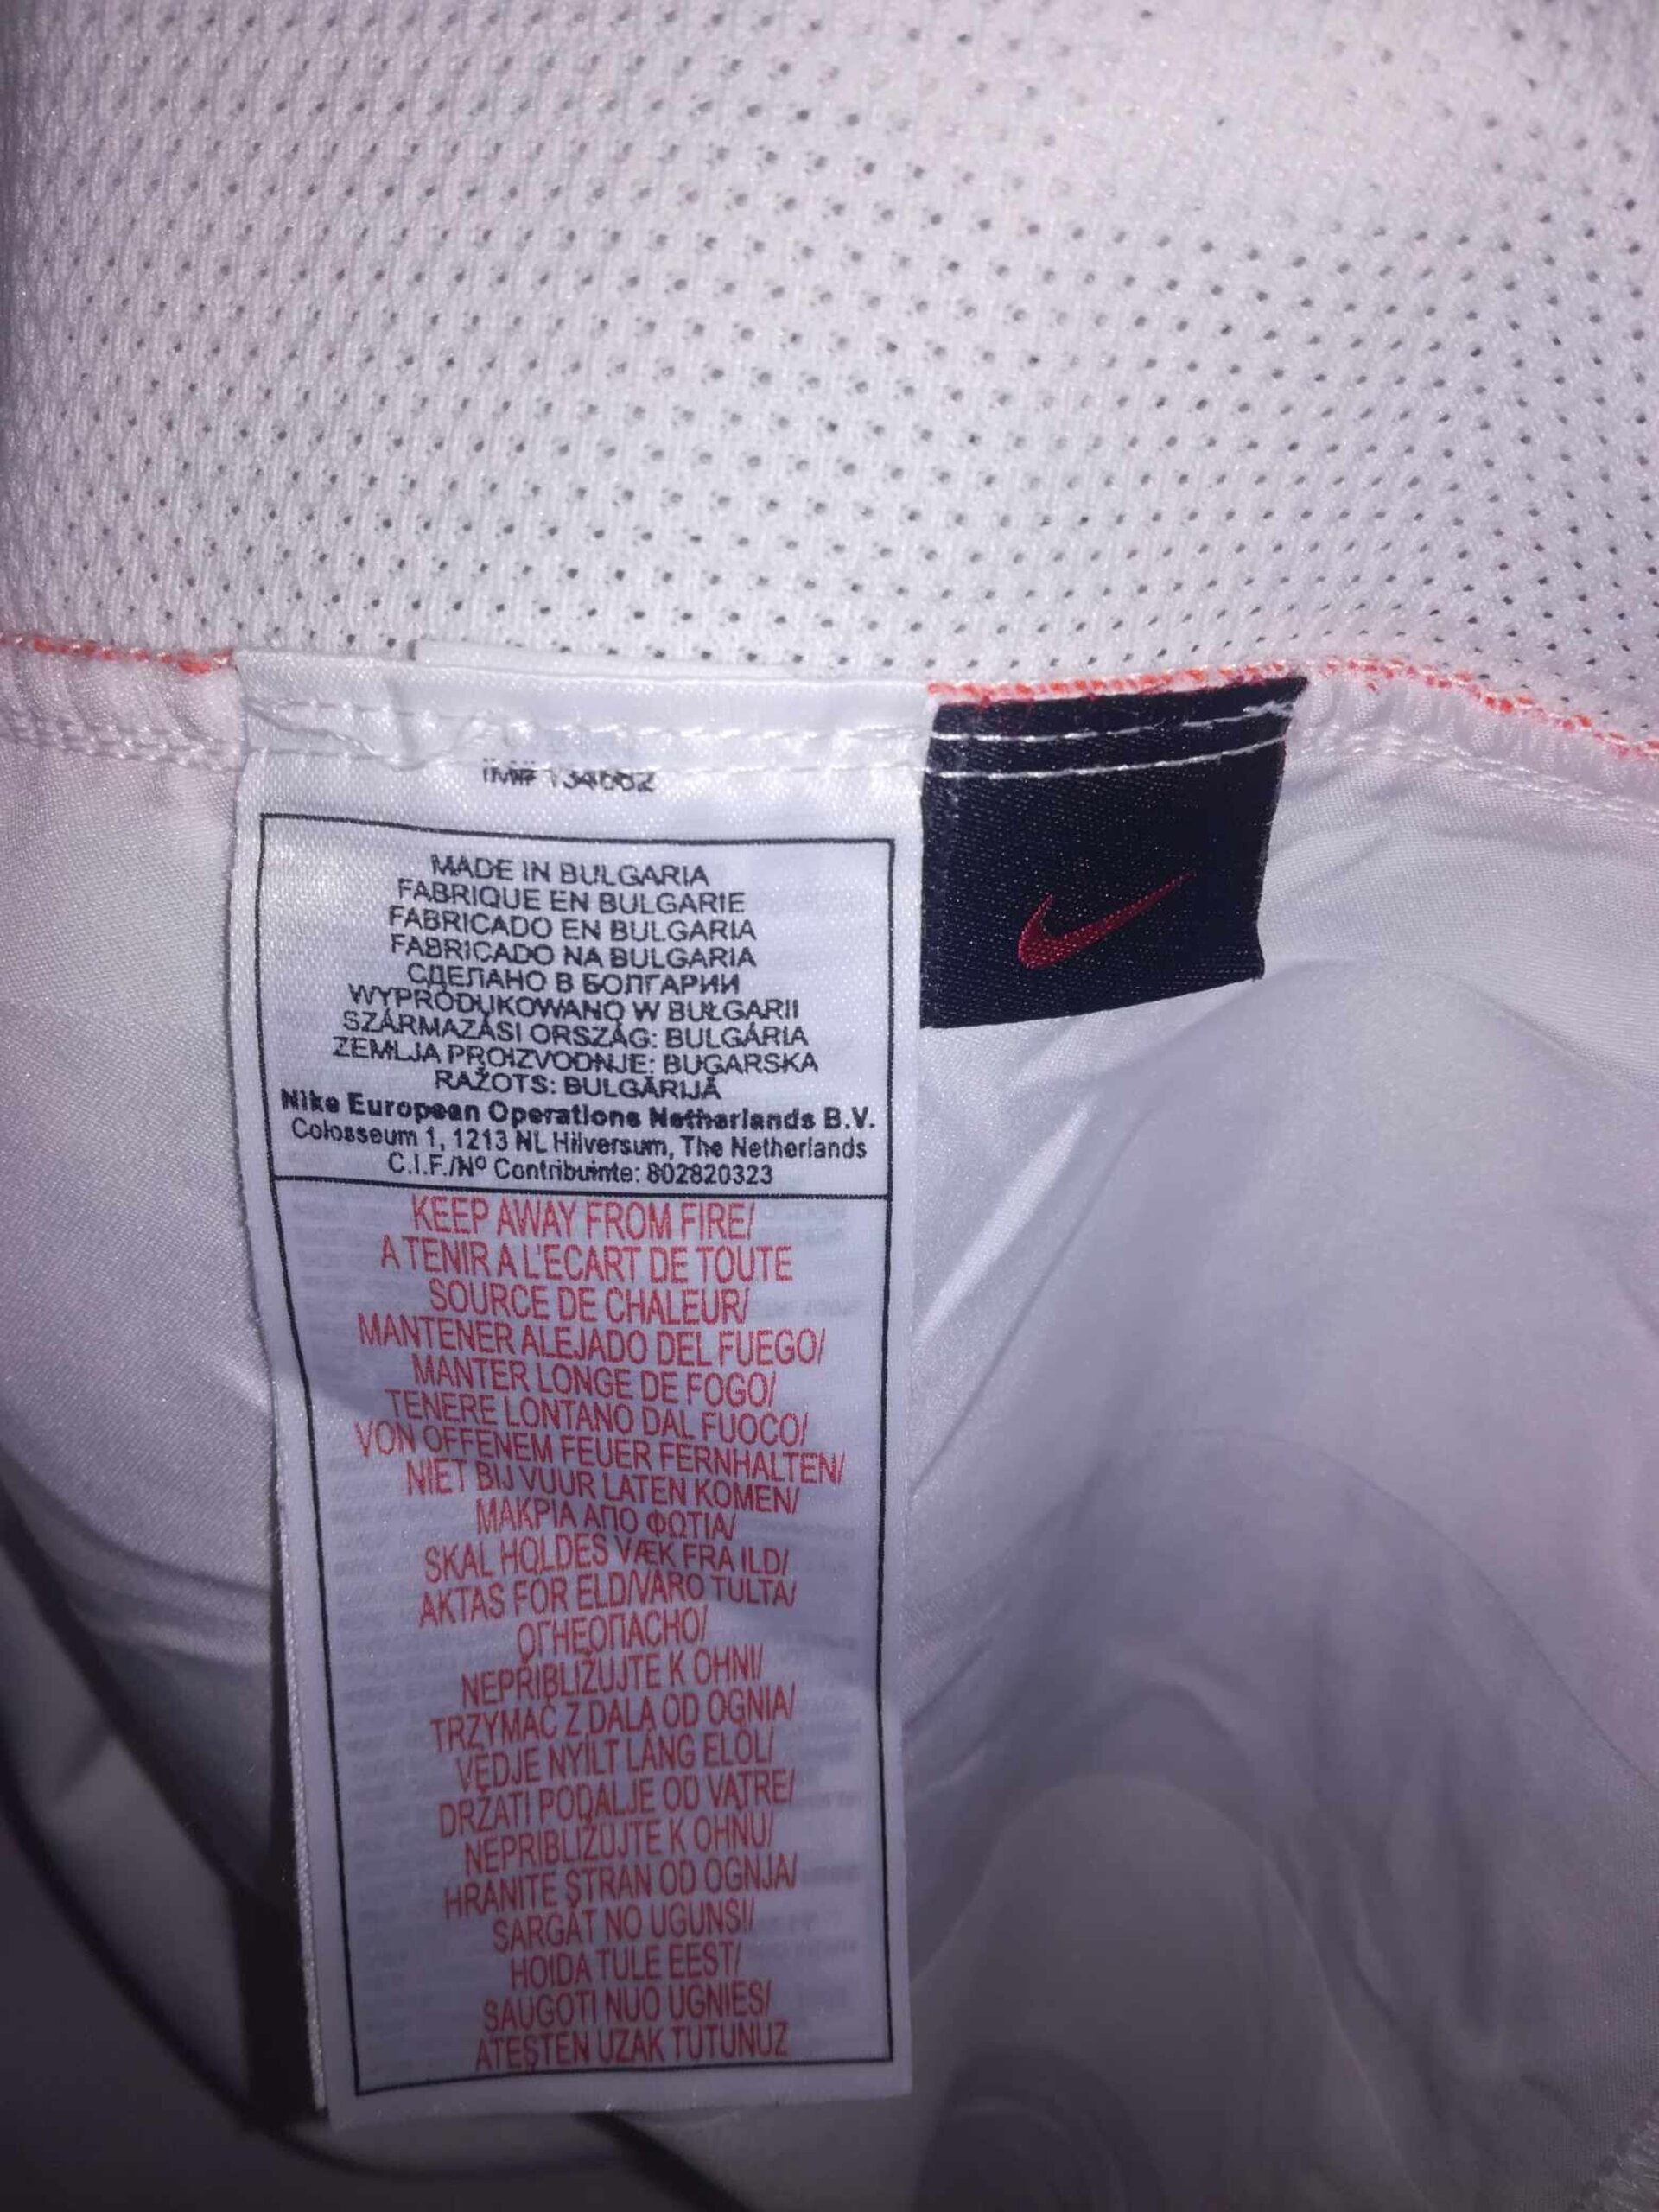 IM# 134662
MADE IN BULGARIA
FABRIQUE EN BULGARIE
FABRICADO EN BULGARIA
FABRICADO NA BULGARIA
СДЕЛАНО В БОЛГАРИИ
WYPRODUKOWANO W BUŁGARII
SZÁRMAZÁSI ORSZÁG: BULGÁRIA
ZEMLJA PROIZVODNJE: BUGARSKA
RAŽOTS: BULGĀRIJĀ
Nike European Operations Netherlands B.V.
Colosseum 1, 1213 NL Hilversum, The Netherlands
C.I.F./Nº Contribuinte: 802820323
KEEP AWAY FROM FIRE/
A TENIR A L'ECART DE TOUTE
SOURCE DE CHALEUR/
MANTENER ALEJADO DEL FUEGO/
MANTER LONGE DE FOGO/
TENERE LONTANO DAL FUOCO/
VON OFFENEM FEUER FERNHALTEN/
NIET BIJ VUUR LATEN KOMEN/
ΜΑΚΡΙΑ ΑΠΟ ΦΩΤΙΑ/
SKAL HOLDES VÆK FRA ILD/
AKTAS FÖR ELD/VARO TULTA/
ОГНЕОПАСНО/
NEPŘIBLIŽUJTE K OHNI/
TRZYMAĆ Z DALA OD OGNIA/
VÉDJE NYÍLT LÁNG ELŐL/
DRŽATI PODALJE OD VATRE/
NEPRIBLIŽUJTE K OHŇU/
HRANITE STRAN OD OGNJA/
SARGĀT NO UGUNS!/
HOIDA TULE EEST/
SAUGOTI NUO UGNIES/
ATEŞTEN UZAK TUTUNUZ